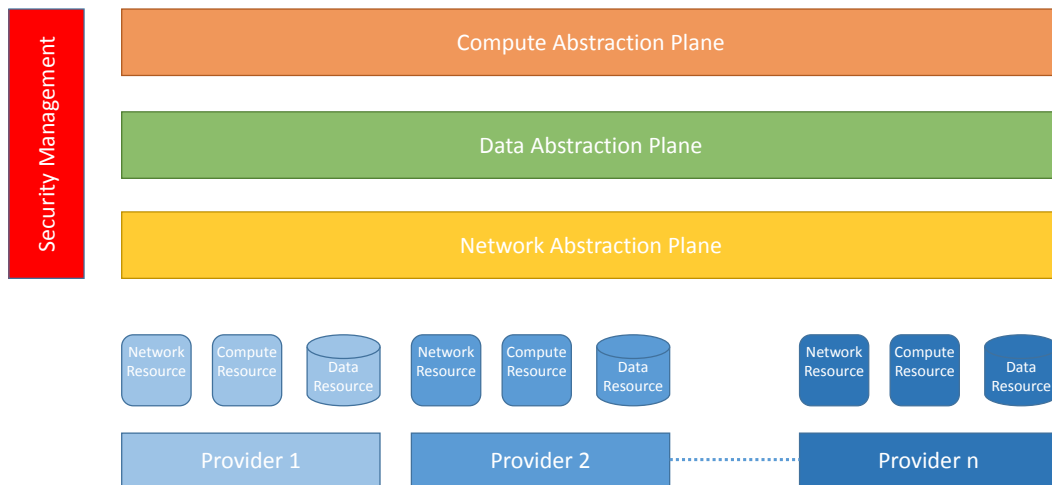 Security Management
Compute Abstraction Plane
Data Abstraction Plane
Network Abstraction Plane
Network
Resource
Compute
Resource
Data
Resource
Network
Resource
Compute
Resource
Data
Resource
Network
Resource
Compute
Resource
Data
Resource
Provider 1
Provider 2
Provider n